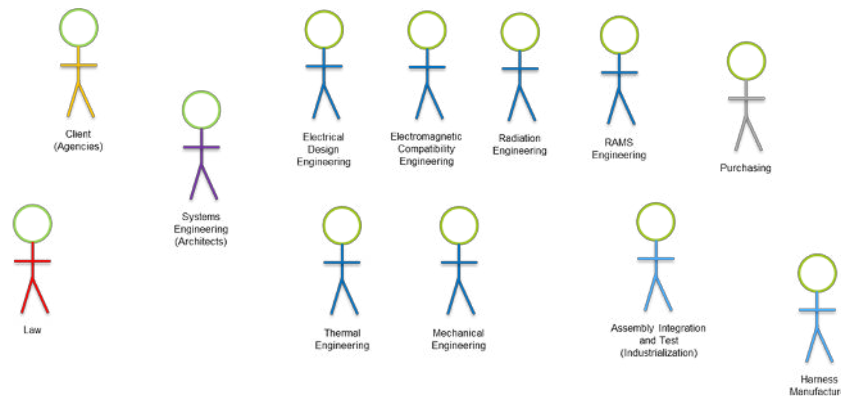 Client
(Agencies)
Electrical
Design
Engineering
Electromagnetic
Compatibility
Engineering
Radiation
Engineering
RAMS
Engineering
Purchasing
Systems
Engineering
(Architects)
Law
Thermal
Engineering
Mechanical
Engineering
Assembly Integration
and Test
(Industrialization)
Harness
Manufacture